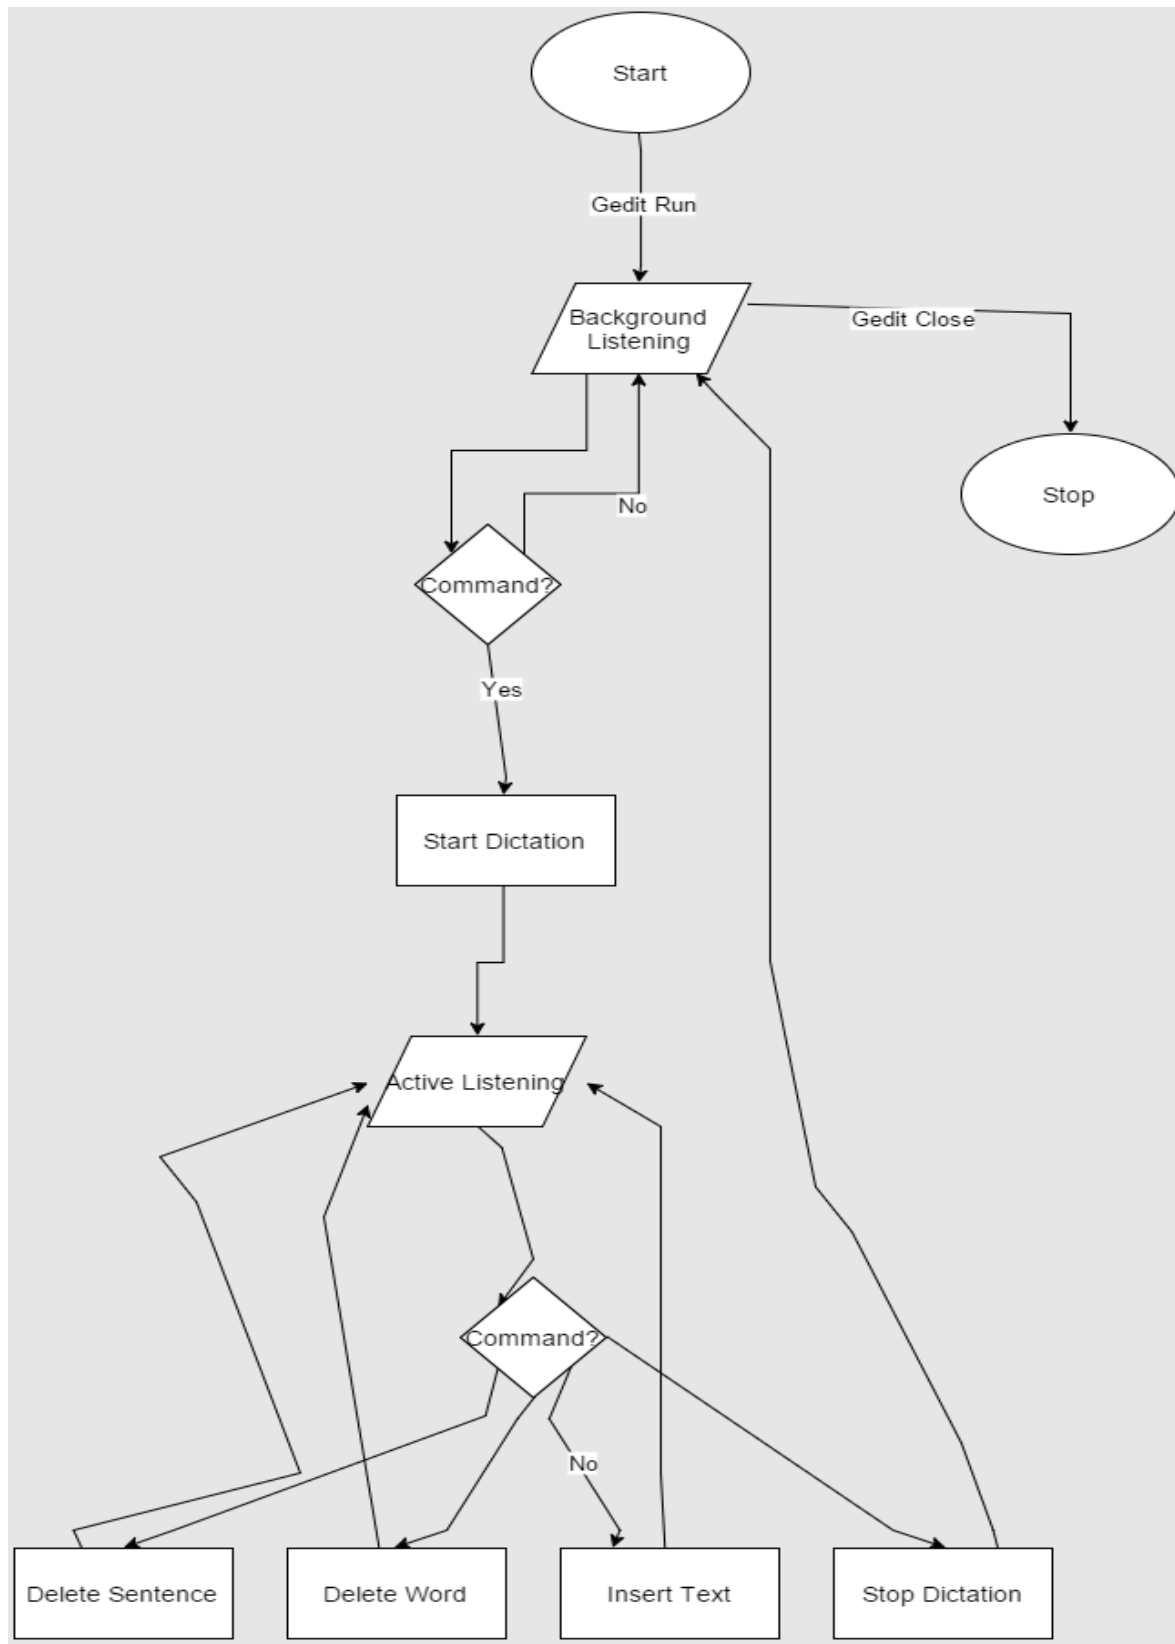 Start
Gedit Run
Background
Listening
Gedit Close
Stop
No
Command?
Yes
Start Dictation
Active Listening
Command?
No
Delete Sentence
Delete Word
Insert Text
Stop Dictation